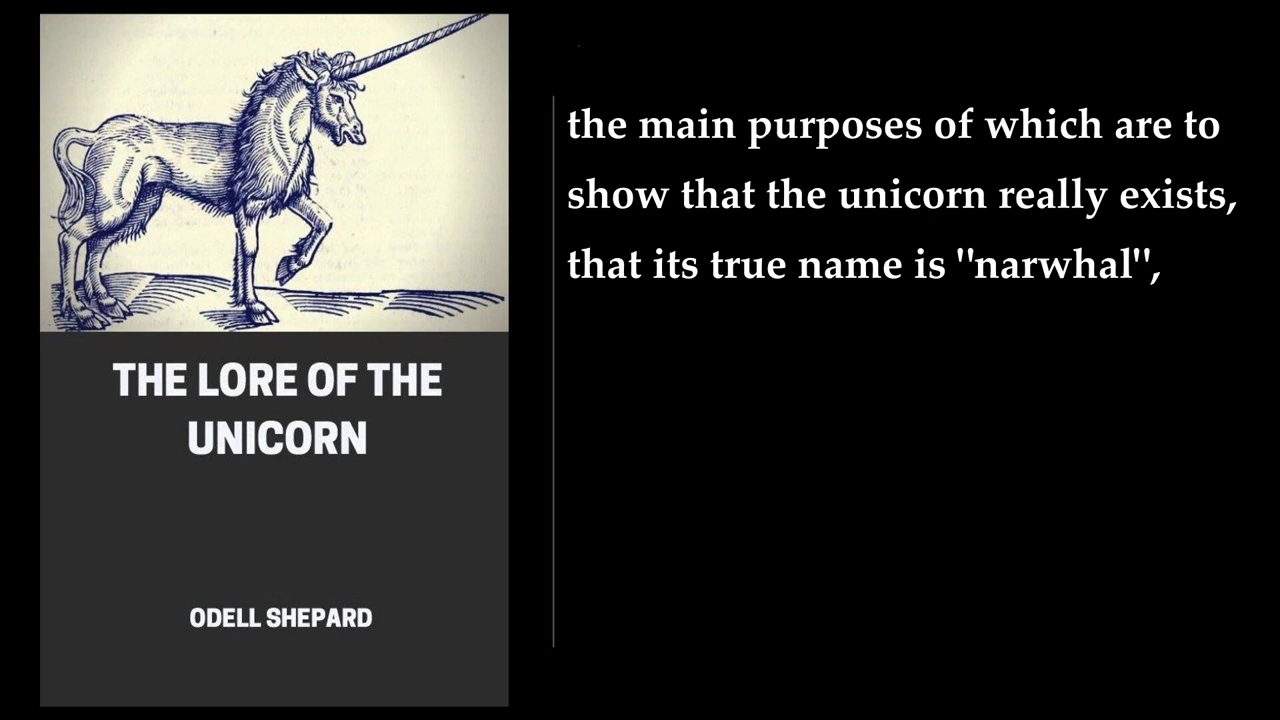 THE LORE OF THE
UNICORN
ODELL SHEPARD
the main purposes of which are to
show that the unicorn really exists,
that its true name is "narwhal",